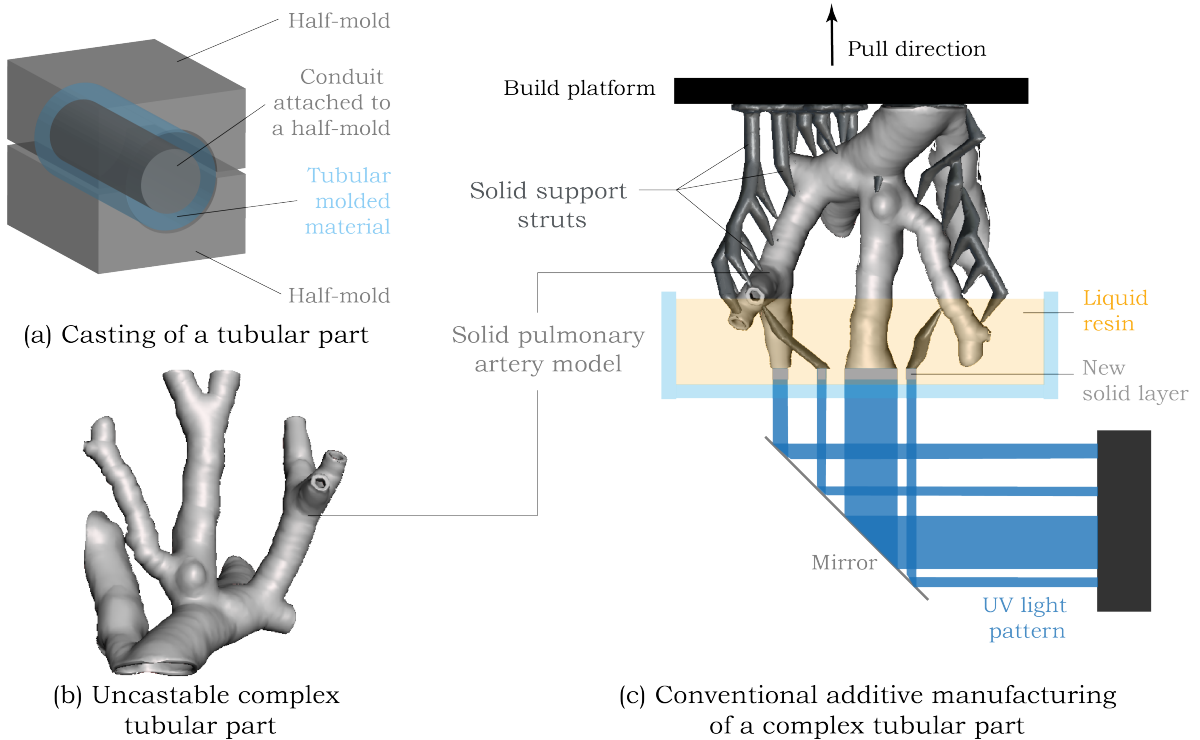 Half-mold
Conduit
attached to
a half-mold
Tubular
molded
material
Half-mold
(a) Casting of a tubular part
(b) Uncastable complex
tubular part
Pull direction
Build platform
Solid support
struts
Solid pulmonary
artery model
Liquid
resin
New
solid layer
Mirror
UV light
pattern
(c) Conventional additive manufacturing
of a complex tubular part